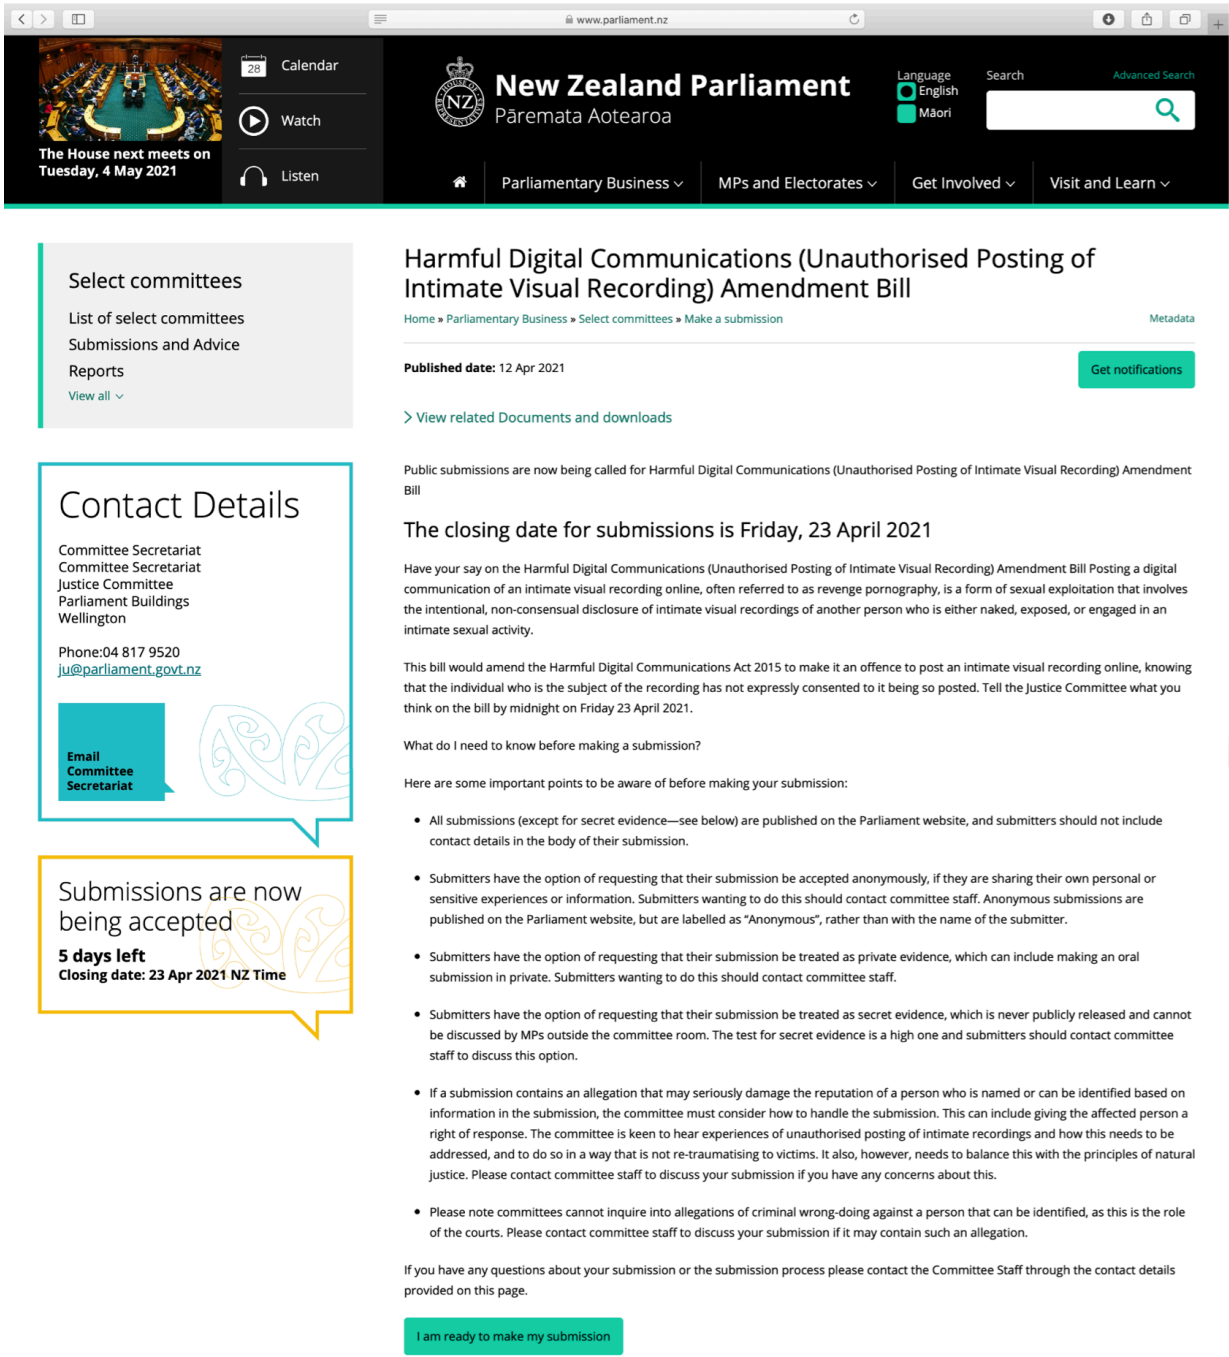 www.parliament.nz
28
Calendar
Watch
Listen
The House next meets on
Tuesday, 4 May 2021
HOUSE OF REPRESENTATIVES
NZ
New Zealand Parliament
Pāremata Aotearoa
Language
English
Māori
Search
Advanced Search
Parliamentary Business
MPs and Electorates
Get Involved
Visit and Learn
Select committees
List of select committees
Submissions and Advice
Reports
View all
Contact Details
Committee Secretariat
Committee Secretariat
Justice Committee
Parliament Buildings
Wellington
Phone:04 817 9520
ju@parliament.govt.nz
Email
Committee
Secretariat
Submissions are now
being accepted
5 days left
Closing date: 23 Apr 2021 NZ Time
Harmful Digital Communications (Unauthorised Posting of
Intimate Visual Recording) Amendment Bill
Home » Parliamentary Business » Select committees » Make a submission
Metadata
Published date: 12 Apr 2021
Get notifications
View related Documents and downloads
Public submissions are now being called for Harmful Digital Communications (Unauthorised Posting of Intimate Visual Recording) Amendment
Bill
The closing date for submissions is Friday, 23 April 2021
Have your say on the Harmful Digital Communications (Unauthorised Posting of Intimate Visual Recording) Amendment Bill Posting a digital
communication of an intimate visual recording online, often referred to as revenge pornography, is a form of sexual exploitation that involves
the intentional, non-consensual disclosure of intimate visual recordings of another person who is either naked, exposed, or engaged in an
intimate sexual activity.
This bill would amend the Harmful Digital Communications Act 2015 to make it an offence to post an intimate visual recording online, knowing
that the individual who is the subject of the recording has not expressly consented to it being so posted. Tell the Justice Committee what you
think on the bill by midnight on Friday 23 April 2021.
What do I need to know before making a submission?
Here are some important points to be aware of before making your submission:
• All submissions (except for secret evidence—see below) are published on the Parliament website, and submitters should not include
contact details in the body of their submission.
• Submitters have the option of requesting that their submission be accepted anonymously, if they are sharing their own personal or
sensitive experiences or information. Submitters wanting to do this should contact committee staff. Anonymous submissions are
published on the Parliament website, but are labelled as “Anonymous”, rather than with the name of the submitter.
• Submitters have the option of requesting that their submission be treated as private evidence, which can include making an oral
submission in private. Submitters wanting to do this should contact committee staff.
• Submitters have the option of requesting that their submission be treated as secret evidence, which is never publicly released and cannot
be discussed by MPs outside the committee room. The test for secret evidence is a high one and submitters should contact committee
staff to discuss this option.
• If a submission contains an allegation that may seriously damage the reputation of a person who is named or can be identified based on
information in the submission, the committee must consider how to handle the submission. This can include giving the affected person a
right of response. The committee is keen to hear experiences of unauthorised posting of intimate recordings and how this needs to be
addressed, and to do so in a way that is not re-traumatising to victims. It also, however, needs to balance this with the principles of natural
justice. Please contact committee staff to discuss your submission if you have any concerns about this.
• Please note committees cannot inquire into allegations of criminal wrong-doing against a person that can be identified, as this is the role
of the courts. Please contact committee staff to discuss your submission if it may contain such an allegation.
If you have any questions about your submission or the submission process please contact the Committee Staff through the contact details
provided on this page.
I am ready to make my submission